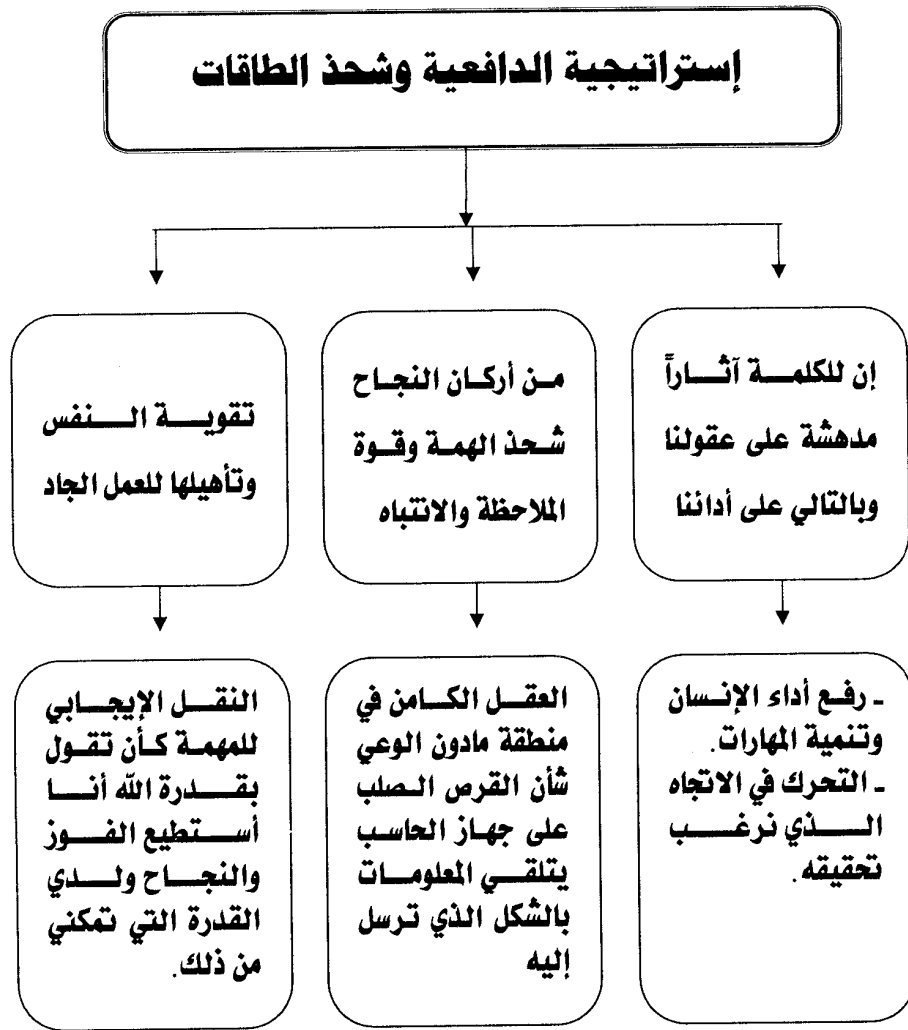 إستراتيجية الدافعية وشحذ الطاقات
إن للكلمة آثاراً
مدهشة على عقولنا
وبالتالي على أدائنا
من أركان النجاح
شحذ الهمة وقوة
الملاحظة والانتباه
تقوية النفس
وتأهيلها للعمل الجاد
ـ رفع أداء الإنسان
وتنمية المهارات.
ـ التحرك في الاتجاه
الذي نرغب
تحقيقه.
العقل الكامن في
منطقة مادون الوعي
شأن القرص الصلب
على جهاز الحاسب
يتلقي المعلومات
بالشكل الذي ترسل
إليه
النقل الإيجابي
للمهمة كأن تقول
بقدرة الله أنا
أستطيع الفوز
والنجاح ولدي
القدرة التي تمكني
من ذلك.